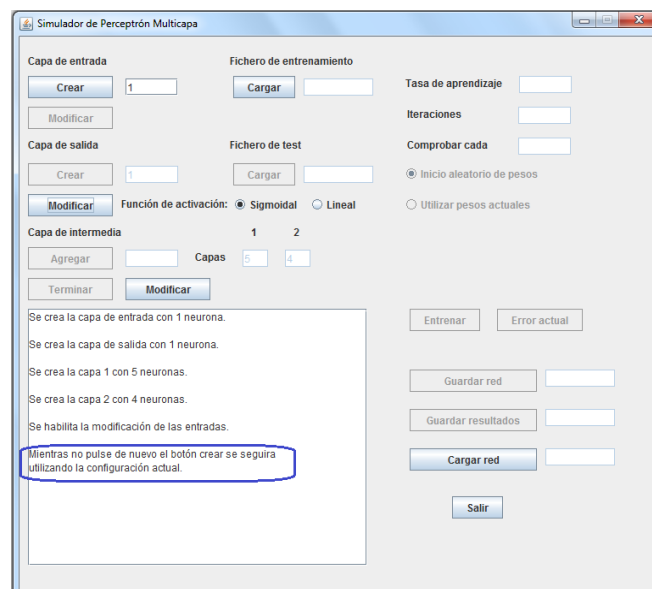 Simulador de Perceptrón Multicapa
Capa de entrada
Fichero de entrenamiento
Crear
1
Cargar
Tasa de aprendizaje
Modificar
Iteraciones
Capa de salida
Fichero de test
Comprobar cada
Crear
1
Cargar
Inicio aleatorio de pesos
Modificar
Función de activación:
Sigmoidal
Lineal
Utilizar pesos actuales
Capa de intermedia
1
2
Agregar
Capas
5
4
Terminar
Modificar
Se crea la capa de entrada con 1 neurona.
Se crea la capa de salida con 1 neurona.
Se crea la capa 1 con 5 neuronas.
Se crea la capa 2 con 4 neuronas.
Se habilita la modificación de las entradas.
Mientras no pulse de nuevo el botón crear se seguira
utilizando la configuración actual.
Entrenar
Error actual
Guardar red
Guardar resultados
Cargar red
Salir